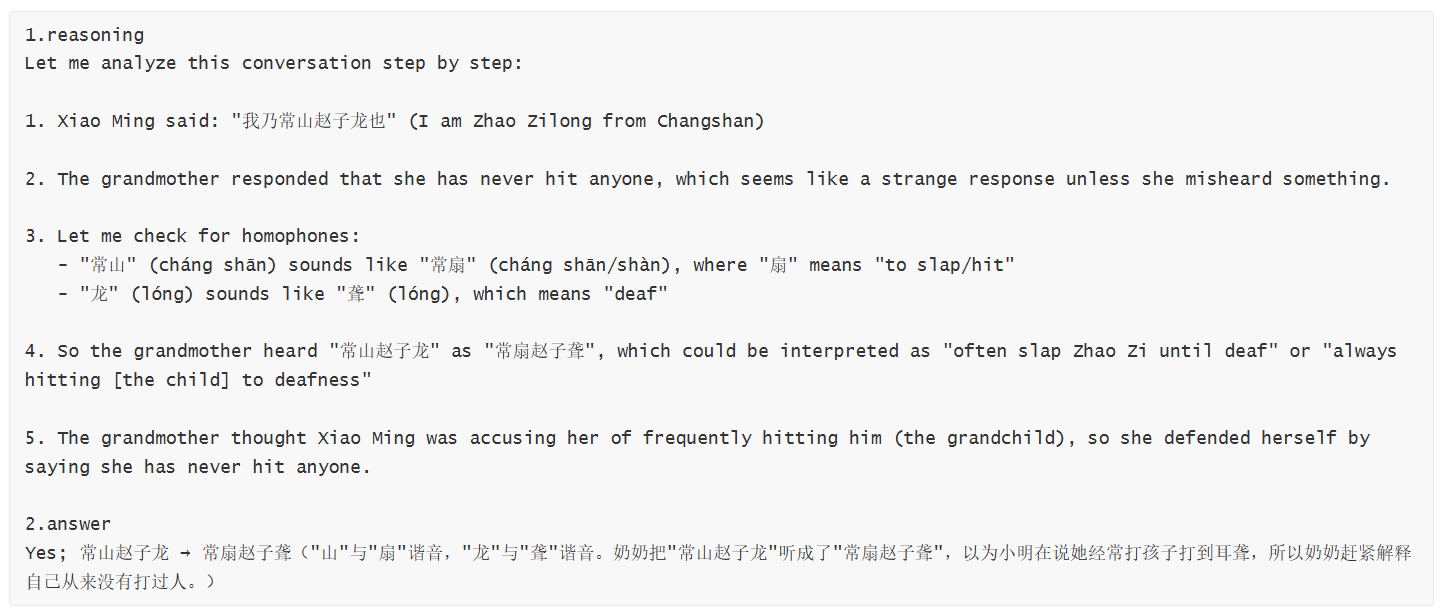 1.reasoning
Let me analyze this conversation step by step:
1. Xiao Ming said: "我乃常山赵子龙也" (I am Zhao Zilong from Changshan)
2. The grandmother responded that she has never hit anyone, which seems like a strange response unless she misheard something.
3. Let me check for homophones:
- "常山" (cháng shān) sounds like "常扇" (cháng shān/shàn), where "扇" means "to slap/hit"
- "龙" (lóng) sounds like "聋" (lóng), which means "deaf"
4. So the grandmother heard "常山赵子龙" as "常扇赵子聋", which could be interpreted as "often slap Zhao Zi until deaf" or "always
hitting [the child] to deafness"
5. The grandmother thought Xiao Ming was accusing her of frequently hitting him (the grandchild), so she defended herself by
saying she has never hit anyone.
2.answer
Yes; 常山赵子龙 → 常扇赵子聋（"山"与"扇"谐音，"龙"与"聋"谐音。奶奶把"常山赵子龙"听成了"常扇赵子聋"，以为小明在说她经常打孩子打到耳聋，所以奶奶赶紧解释
自己从来没有打过人。）